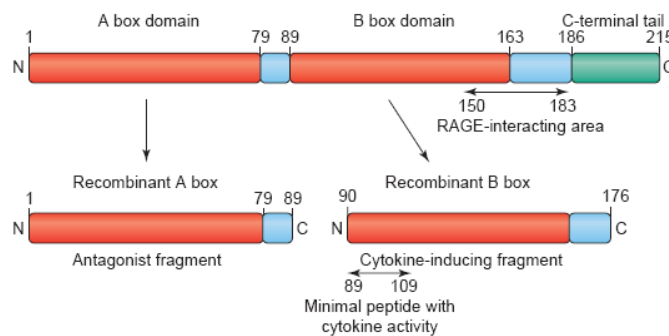 A box domain B box domain C-terminal tail
1 79 89 163 186 215
N C
150 183
RAGE-interacting area
Recombinant A box Recombinant B box
1 79 89 90 176
N C N C
Antagonist fragment Cytokine-inducing fragment
89 109
Minimal peptide with
cytokine activity